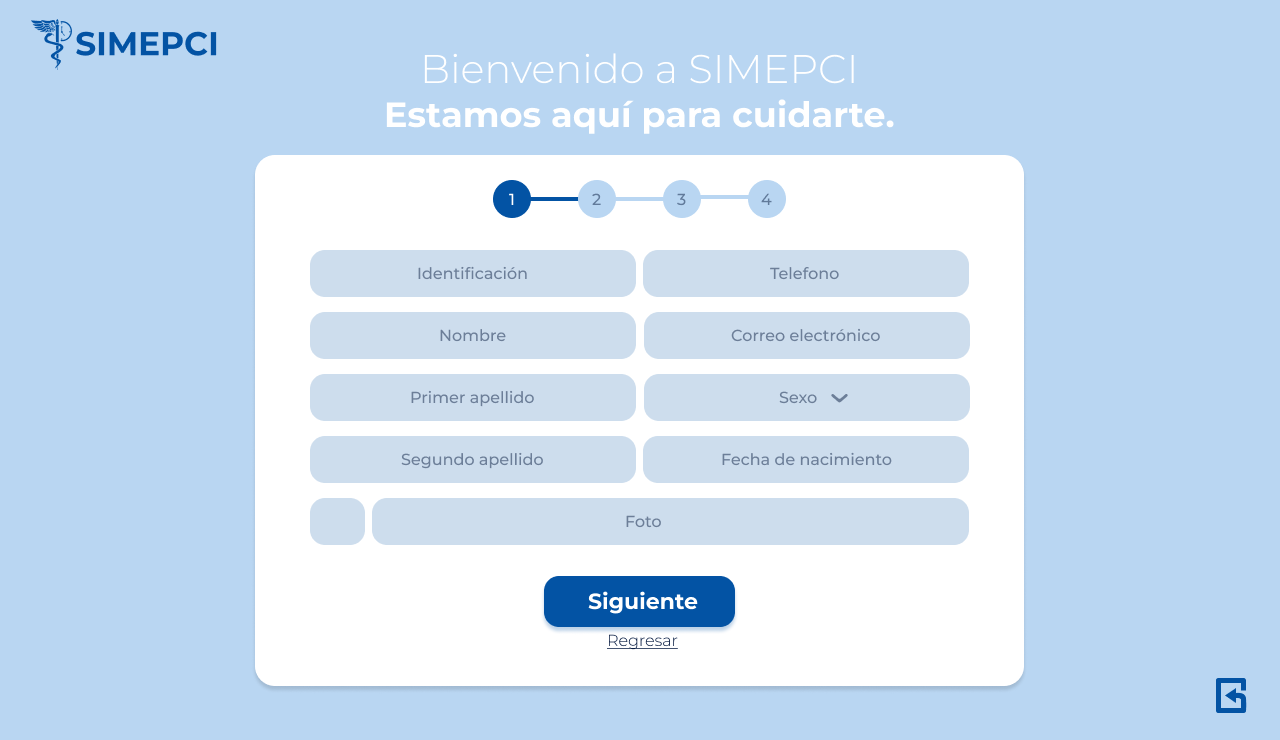 SIMEPCI
Bienvenido a SIMEPCI
Estamos aquí para cuidarte.
1 2 3 4
Identificación Telefono
Nombre Correo electrónico
Primer apellido Sexo
Segundo apellido Fecha de nacimiento
Foto
Siguiente
Regresar